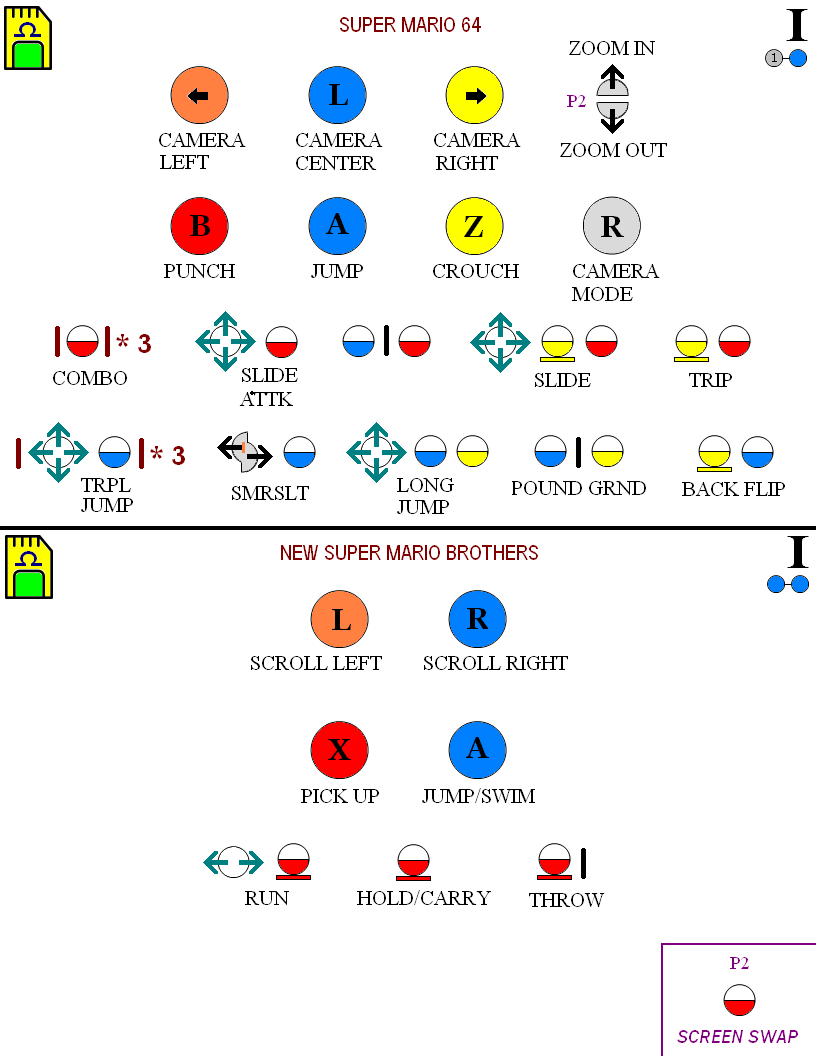 SUPER MARIO 64
I
1
ZOOM IN
P2
ZOOM OUT
L
CAMERA LEFT
CAMERA CENTER
CAMERA RIGHT
B
A
Z
R
PUNCH
JUMP
CROUCH
CAMERA MODE
* 3
COMBO
SLIDE ATTK
SLIDE
TRIP
* 3
TRPL JUMP
SMRSLT
LONG JUMP
POUND GRND
BACK FLIP
NEW SUPER MARIO BROTHERS
I
L
R
SCROLL LEFT
SCROLL RIGHT
X
A
PICK UP
JUMP/SWIM
RUN
HOLD/CARRY
THROW
P2
SCREEN SWAP